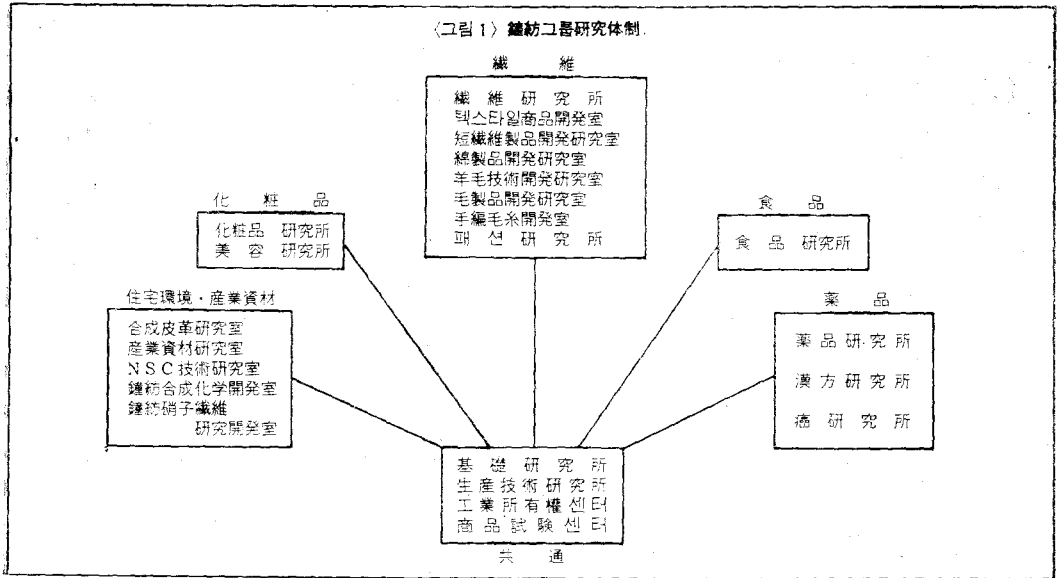 〈그림 1〉 鐘紡그룹研究体制
纖維
纖維研究所
텍스타일商品開発室
短纖維製品開発研究室
綿製品開発研究室
羊毛技術開発研究室
毛製品開発研究室
手編毛糸開発室
패션研究所
化粧品
化粧品 研究所
美容 研究所
食品
食品 研究所
住宅環境・産業資材
合成皮革研究室
産業資材研究室
NSC技術研究室
鐘紡合成化学開発室
鐘紡硝子纖維
研究開発室
薬品
薬品研究所
漢方研究所
癌研究所
基礎研究所
生産技術研究所
工業所有權센터
商品試験센터
共通